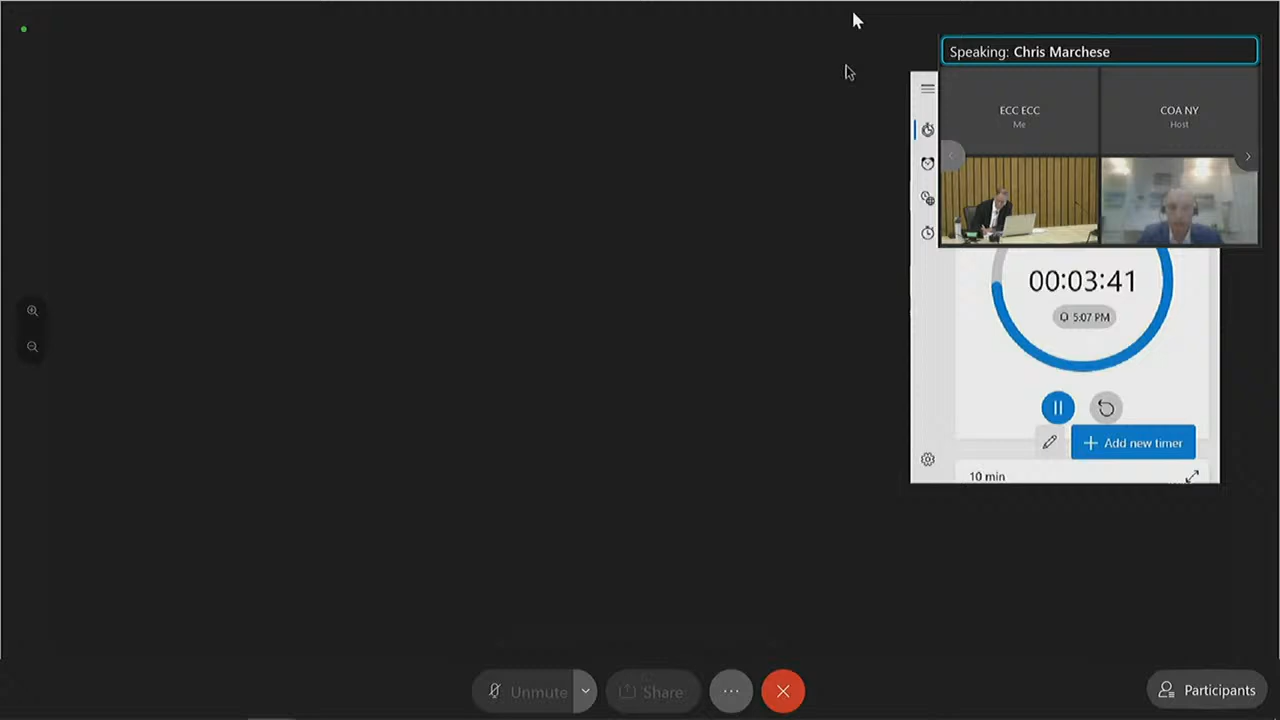 Speaking: Chris Marchese
ECC ECC
Me
COA NY
Host
00:03:41
5:07 PM
Add new timer
10 min
Unmute
Share
Participants